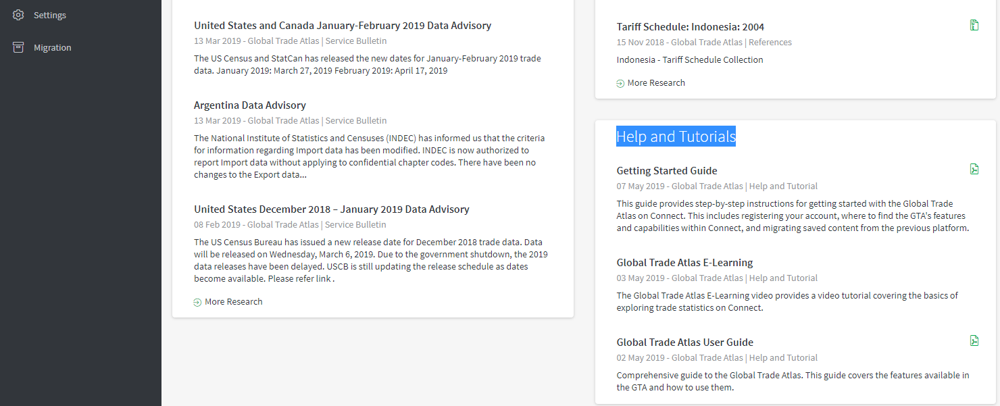 Settings
Migration
United States and Canada January-February 2019 Data Advisory
13 Mar 2019 - Global Trade Atlas | Service Bulletin
The US Census and StatCan has released the new dates for January-February 2019 trade
data. January 2019: March 27, 2019 February 2019: April 17, 2019
Argentina Data Advisory
13 Mar 2019 - Global Trade Atlas | Service Bulletin
The National Institute of Statistics and Censuses (INDEC) has informed us that the criteria
for information regarding Import data has been modified. INDEC is now authorized to
report Import data without applying to confidential chapter codes. There have been no
changes to the Export data...
United States December 2018 – January 2019 Data Advisory
08 Feb 2019 - Global Trade Atlas | Service Bulletin
The US Census Bureau has issued a new release date for December 2018 trade data. Data
will be released on Wednesday, March 6, 2019. Due to the government shutdown, the 2019
data releases have been delayed. USCB is still updating the release schedule as dates
become available. Please refer link .
More Research
Tariff Schedule: Indonesia: 2004
15 Nov 2018 - Global Trade Atlas | References
Indonesia - Tariff Schedule Collection
More Research
Help and Tutorials
Getting Started Guide
07 May 2019 - Global Trade Atlas | Help and Tutorial
This guide provides step-by-step instructions for getting started with the Global Trade
Atlas on Connect. This includes registering your account, where to find the GTA's features
and capabilities within Connect, and migrating saved content from the previous platform.
Global Trade Atlas E-Learning
03 May 2019 - Global Trade Atlas | Help and Tutorial
The Global Trade Atlas E-Learning video provides a video tutorial covering the basics of
exploring trade statistics on Connect.
Global Trade Atlas User Guide
02 May 2019 - Global Trade Atlas | Help and Tutorial
Comprehensive guide to the Global Trade Atlas. This guide covers the features available in
the GTA and how to use them.